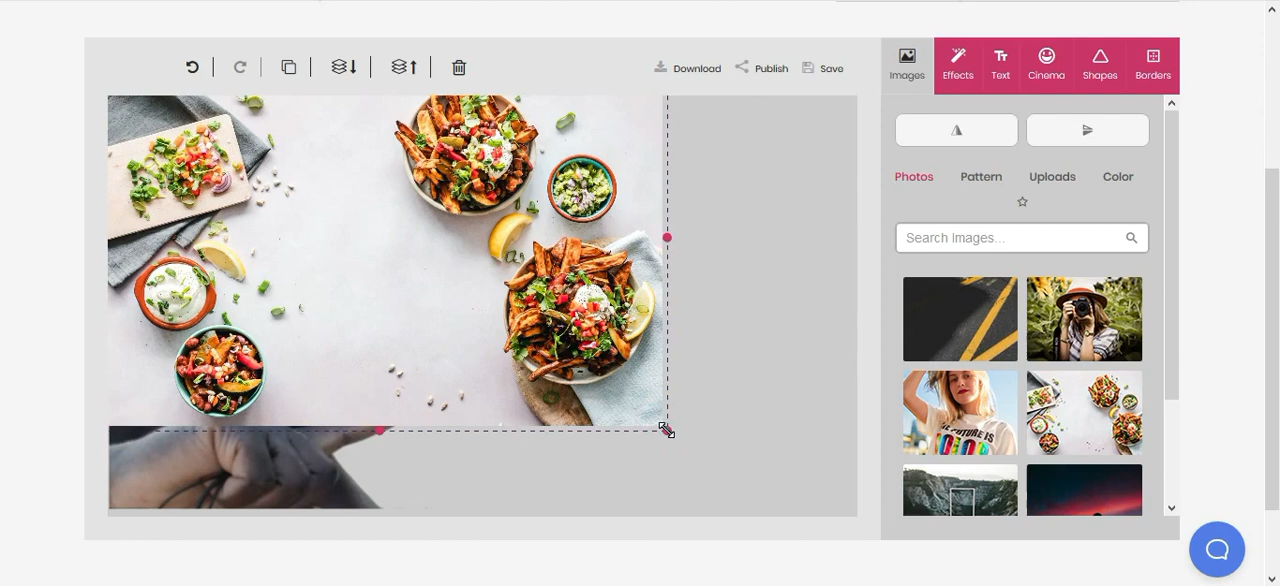 Download Publish Save
Images Effects Text Cinema Shapes Borders
Photos Pattern Uploads Color
Search Images...